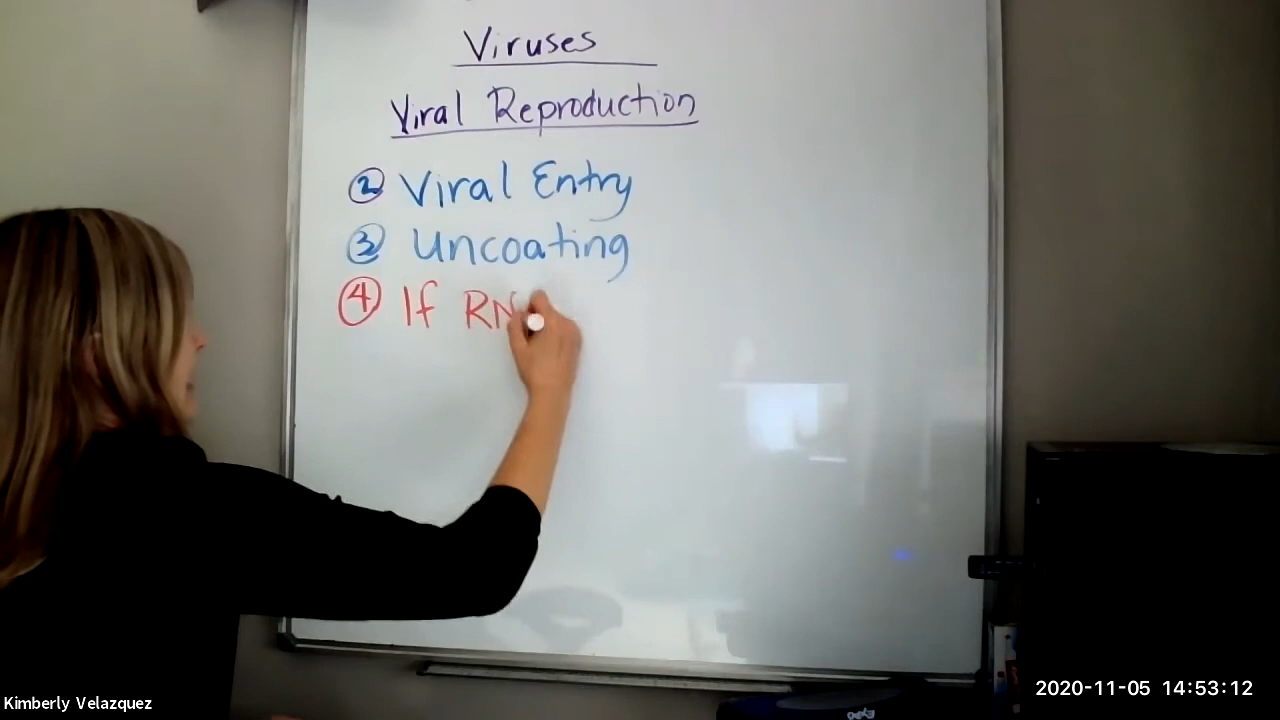 Viruses
Viral Reproduction
② Viral Entry
③ Uncoating
④ If RN
Kimberly Velazquez
2020-11-05 14:53:12